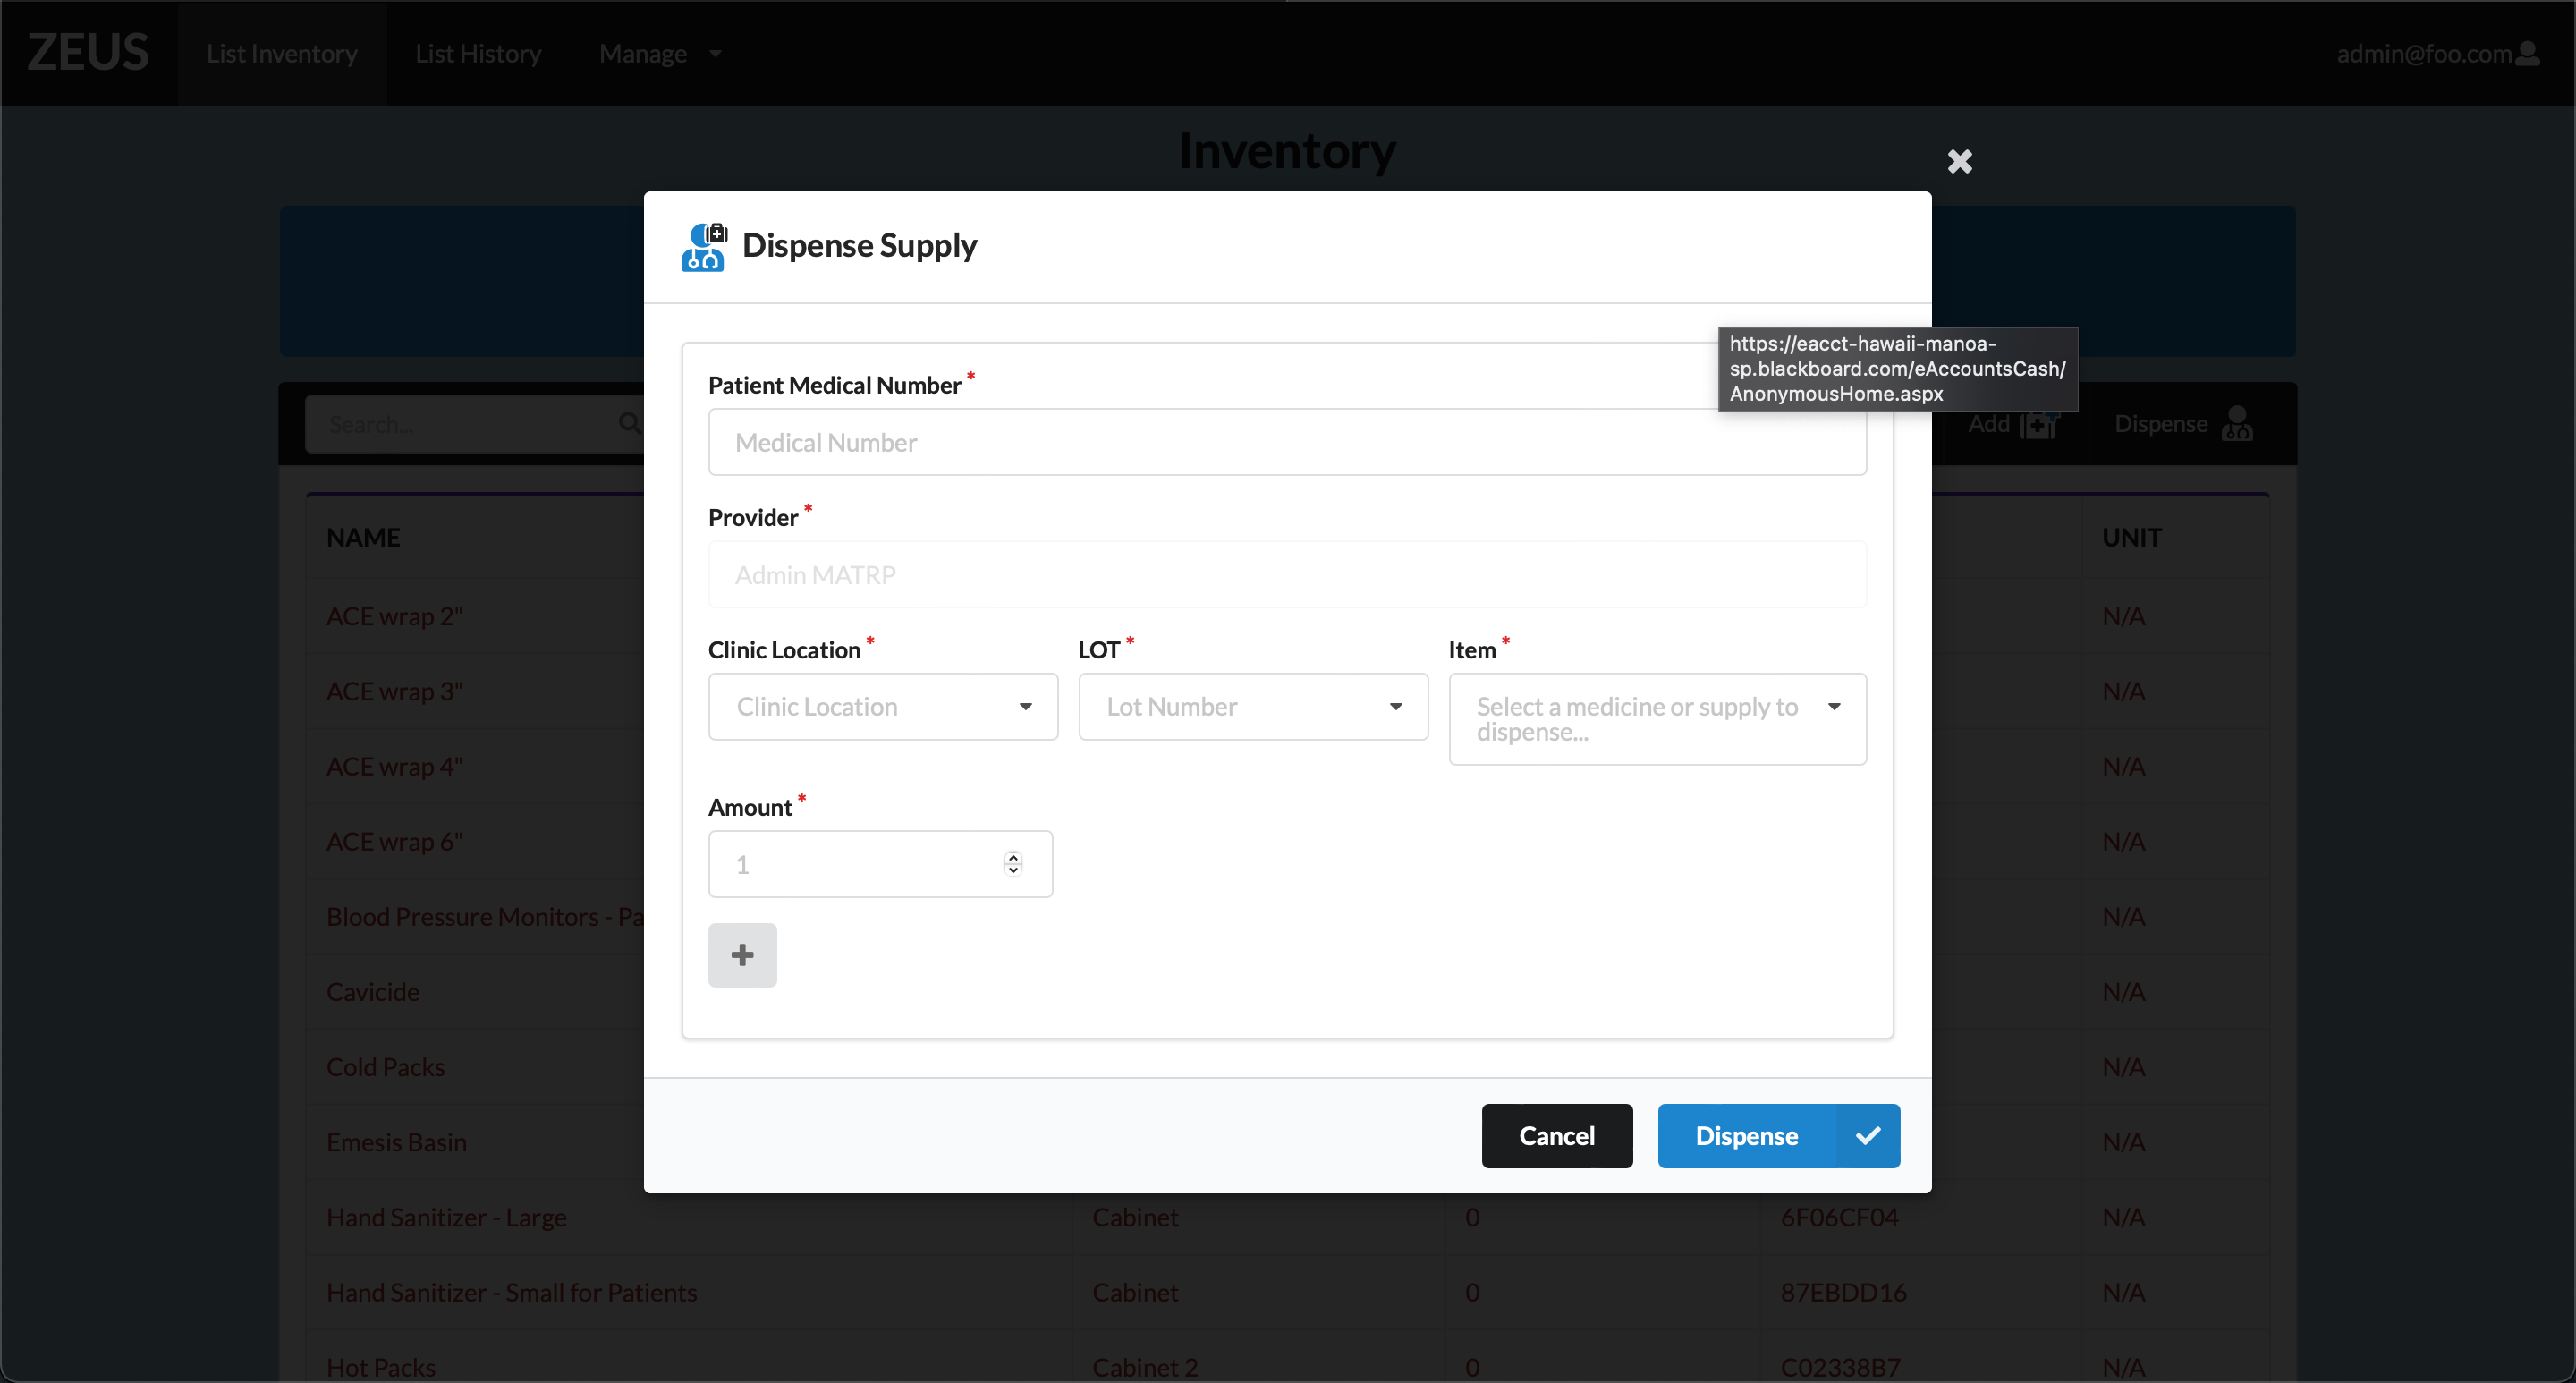 ZEUS List Inventory List History Manage admin@foo.com
Inventory
Dispense Supply
https://eacct-hawaii-manoa-
sp.blackboard.com/eAccountsCash/
AnonymousHome.aspx
Patient Medical Number *
Medical Number
Search...
Add Dispense
Provider *
Admin MATRP
NAME UNIT
Clinic Location * LOT * Item *
Clinic Location Lot Number Select a medicine or supply to
dispense...
Amount *
1
ACE wrap 2" N/A
ACE wrap 3" N/A
ACE wrap 4" N/A
ACE wrap 6" N/A
Blood Pressure Monitors - Pa N/A
Cavicide N/A
Cold Packs N/A
Emesis Basin N/A
Cancel Dispense
Hand Sanitizer - Large Cabinet 0 6F06CF04 N/A
Hand Sanitizer - Small for Patients Cabinet 0 87EBDD16 N/A
Hot Packs Cabinet 2 0 C02338B7 N/A